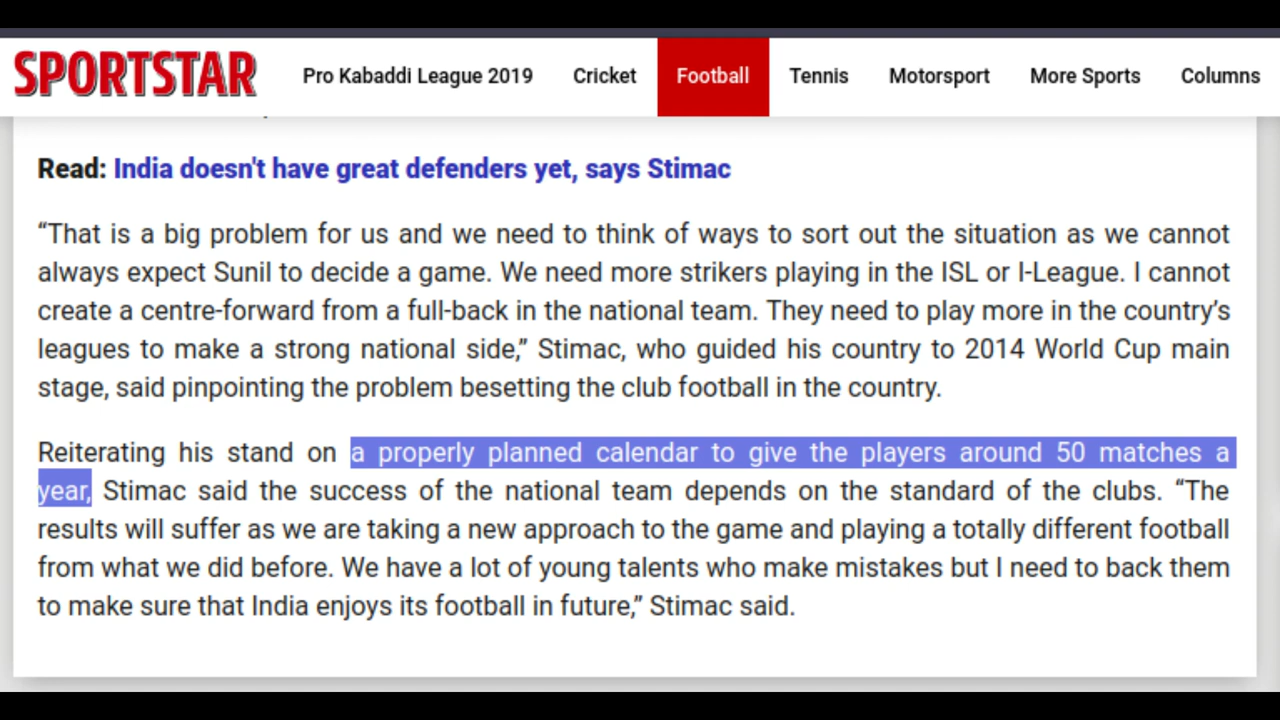 SPORTSTAR Pro Kabaddi League 2019 Cricket Football Tennis Motorsport More Sports Columns
Read: India doesn't have great defenders yet, says Stimac
“That is a big problem for us and we need to think of ways to sort out the situation as we cannot
always expect Sunil to decide a game. We need more strikers playing in the ISL or I-League. I cannot
create a centre-forward from a full-back in the national team. They need to play more in the country’s
leagues to make a strong national side,” Stimac, who guided his country to 2014 World Cup main
stage, said pinpointing the problem besetting the club football in the country.
Reiterating his stand on a properly planned calendar to give the players around 50 matches a
year, Stimac said the success of the national team depends on the standard of the clubs. “The
results will suffer as we are taking a new approach to the game and playing a totally different football
from what we did before. We have a lot of young talents who make mistakes but I need to back them
to make sure that India enjoys its football in future,” Stimac said.